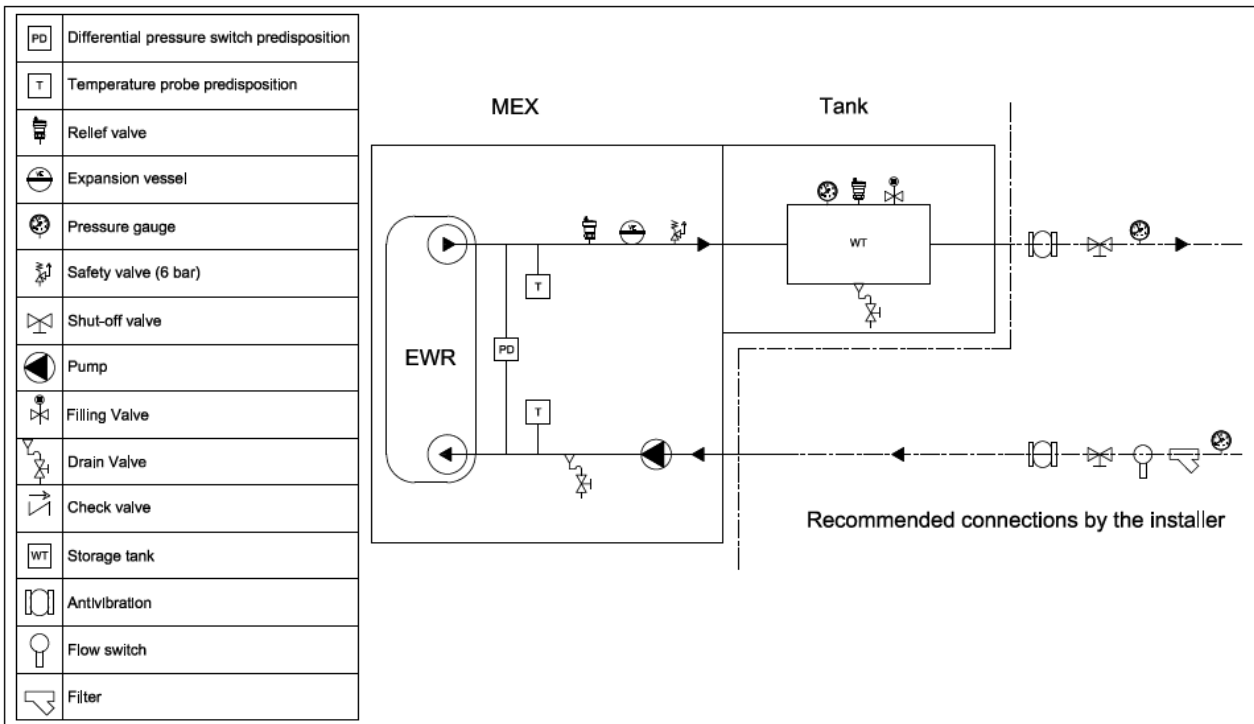 PD Differential pressure switch predisposition
T Temperature probe predisposition
Relief valve
Expansion vessel
Pressure gauge
Safety valve (6 bar)
Shut-off valve
Pump
Filling Valve
Drain Valve
Check valve
WT Storage tank
Antivibration
Flow switch
Filter
MEX
Tank
WT
T
EWR
PD
T
Recommended connections by the installer